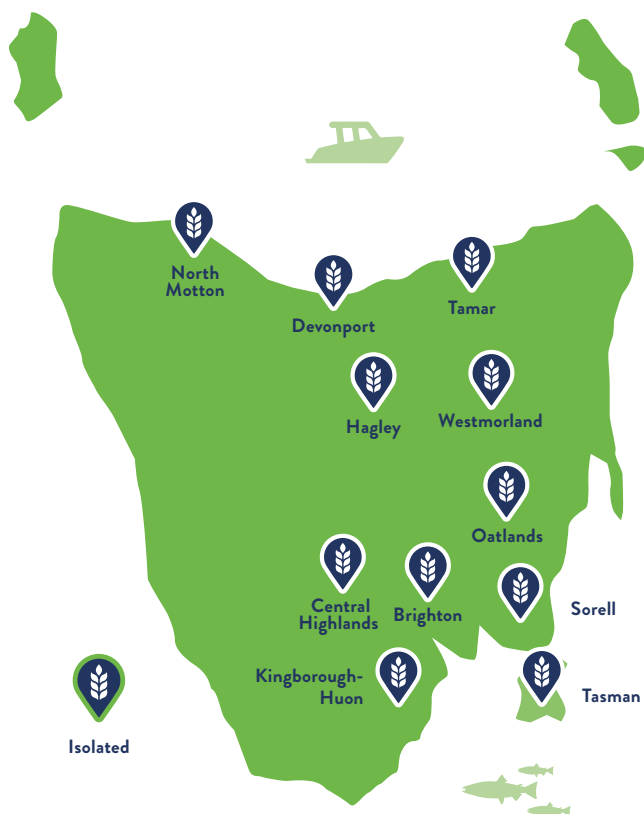 North
Motton
Devonport
Tamar
Hagley
Westmorland
Oatlands
Central
Highlands
Brighton
Sorell
Kingborough-
Huon
Tasman
Isolated